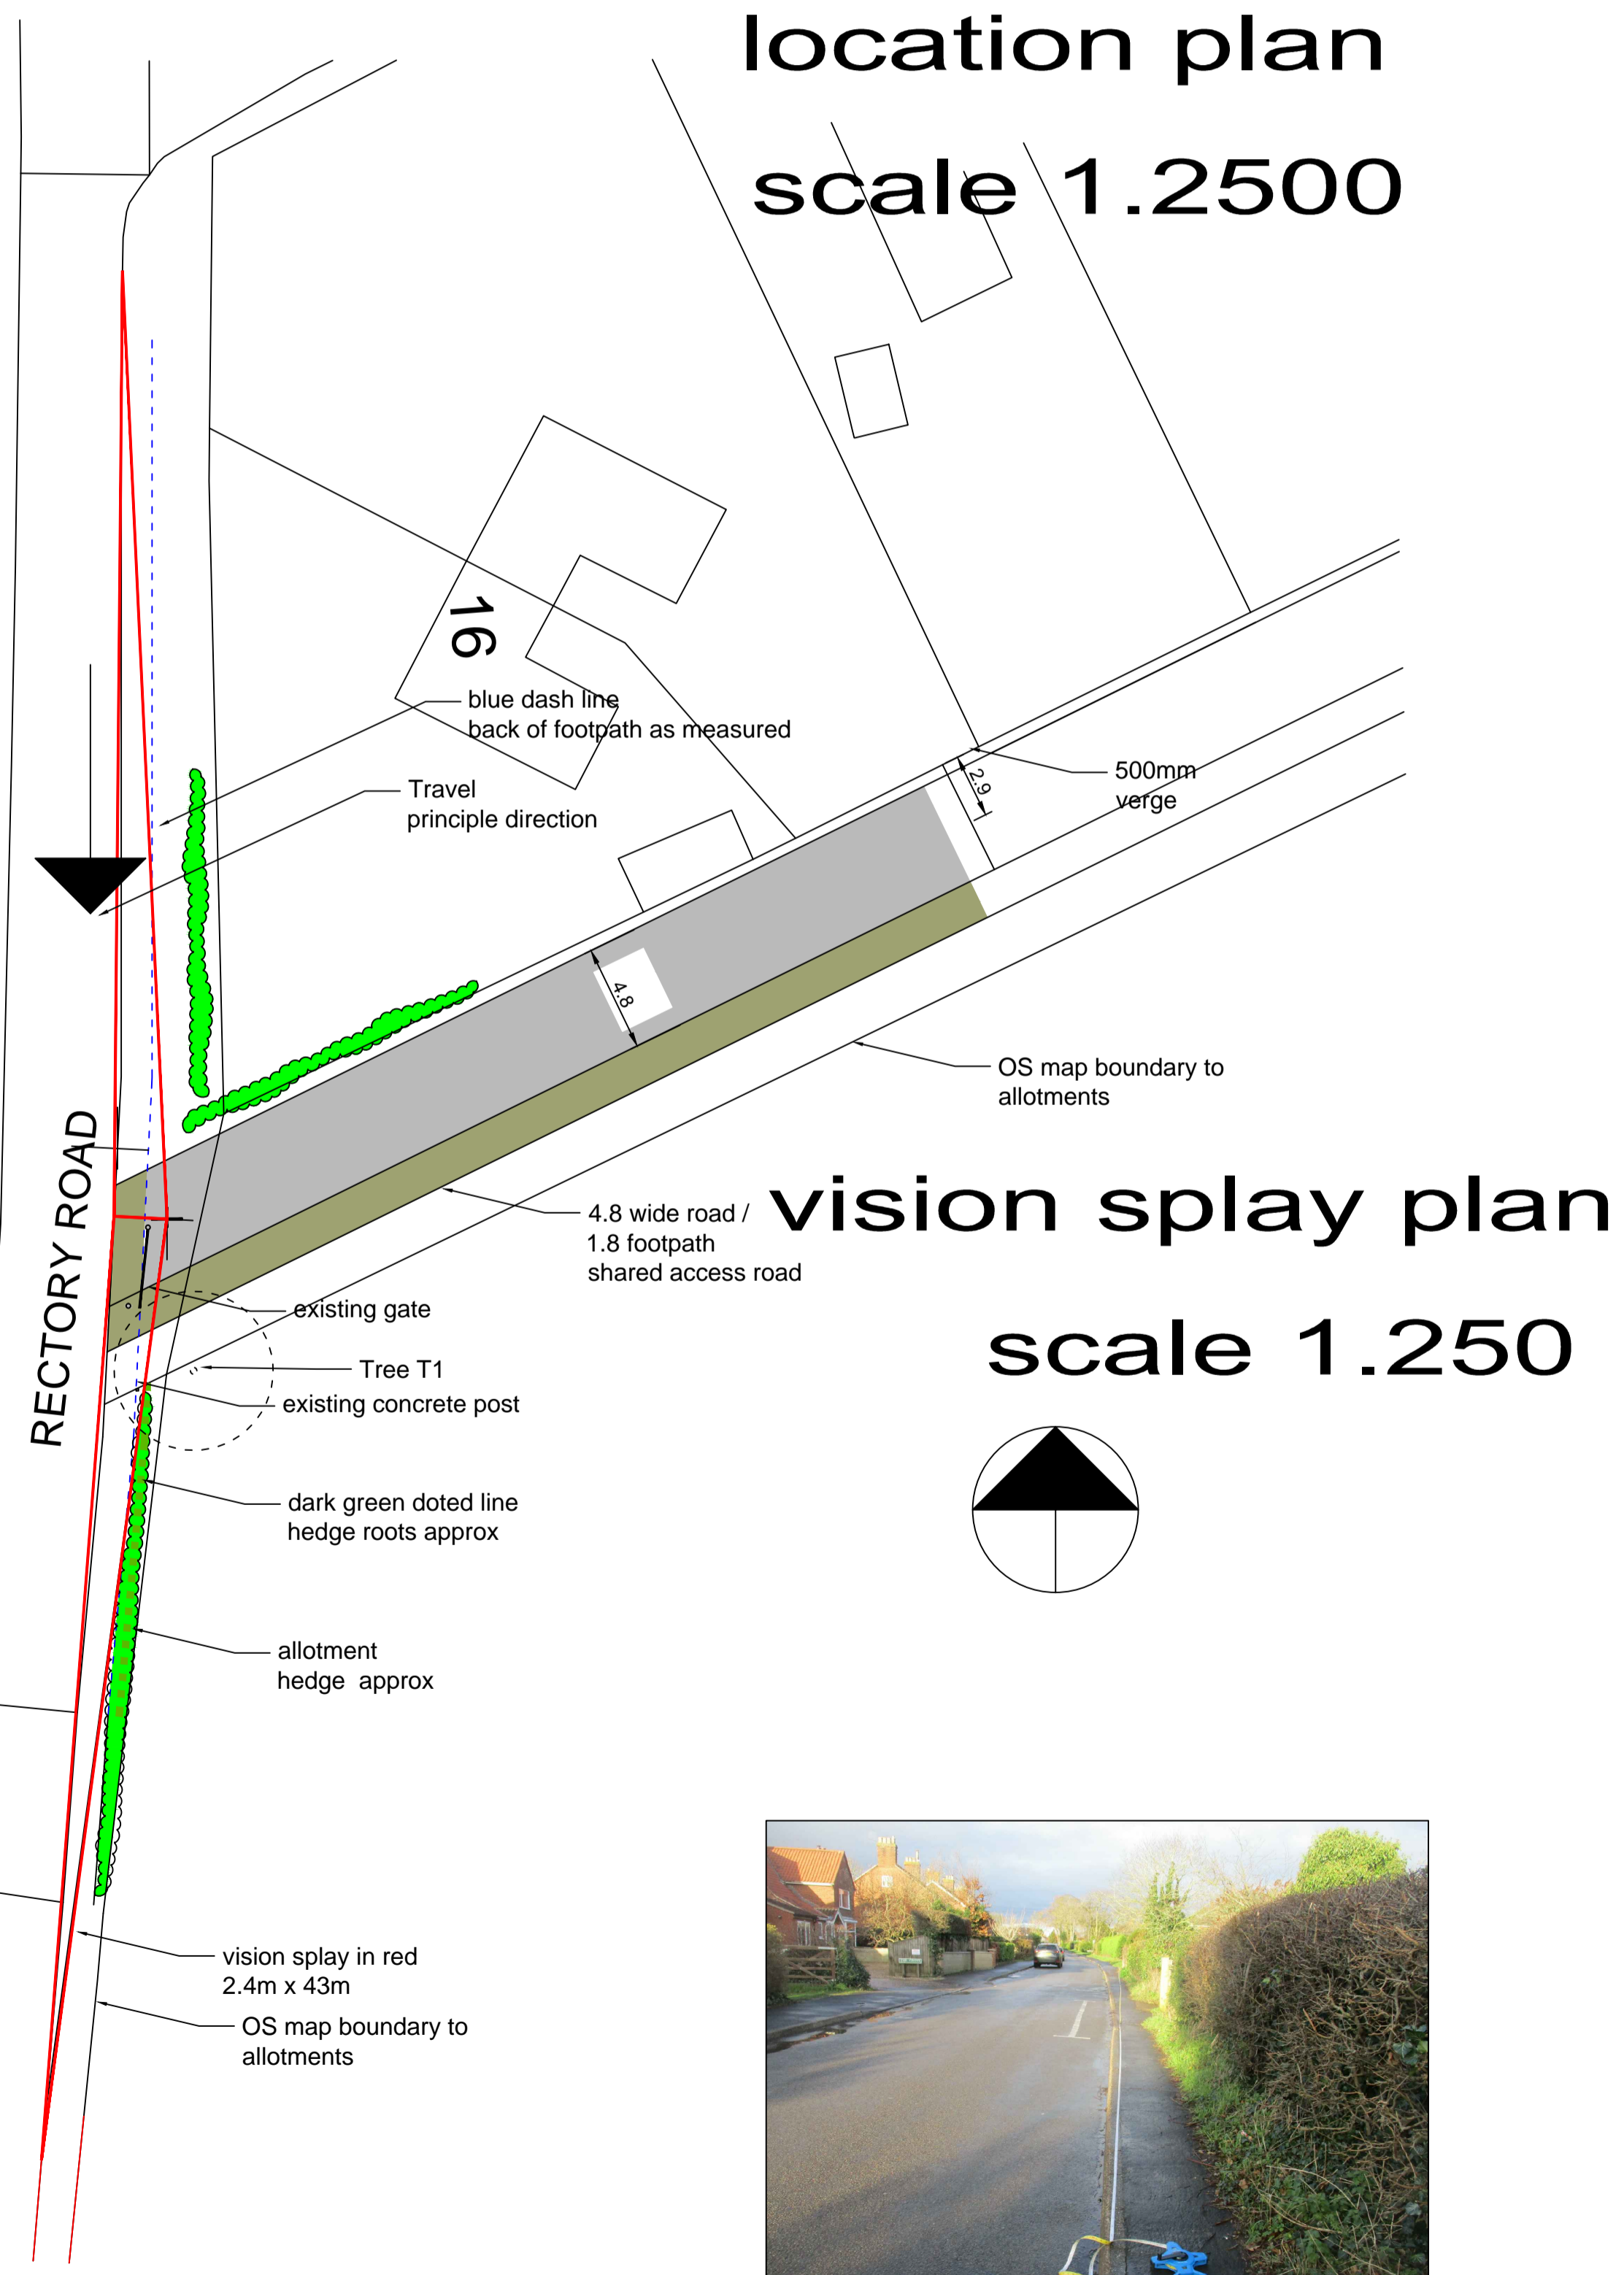 location plan
scale 1.2500
16
blue dash line
back of footpath as measured
Travel
principle direction
500mm
verge
2.9
4.8
OS map boundary to
allotments
RECTORY ROAD
4.8 wide road /
1.8 footpath
shared access road
vision splay plan
scale 1.250
existing gate
Tree T1
existing concrete post
dark green doted line
hedge roots approx
allotment
hedge approx
vision splay in red
2.4m x 43m
OS map boundary to
allotments